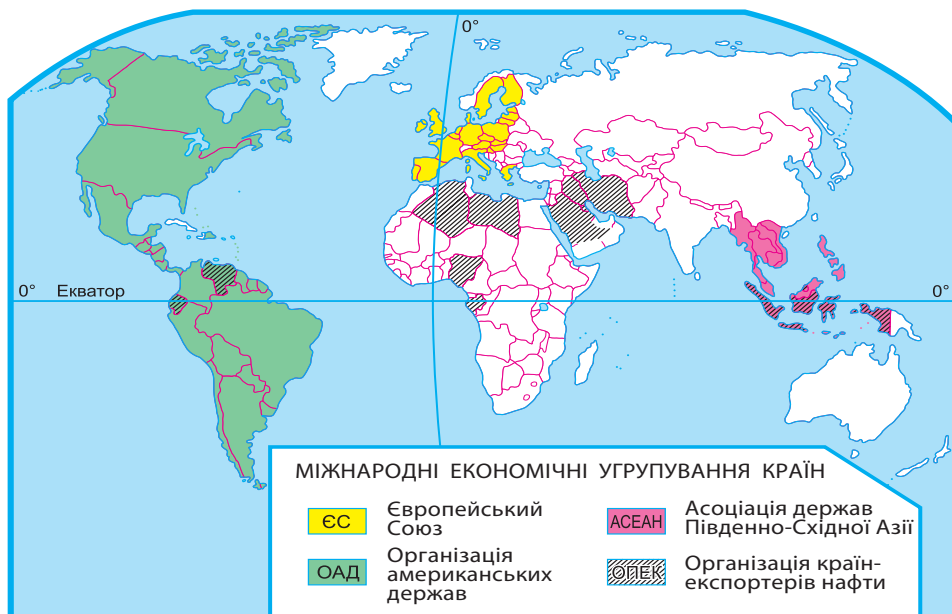 0°
0° Екватор 0°
МІЖНАРОДНІ ЕКОНОМІЧНІ УГРУПУВАННЯ КРАЇН
ЄС
Європейський
Союз
ОАД
Організація
американських
держав
АСЕАН
Асоціація держав
Південно-Східної Азії
ОПЕК
Організація країн-
експортерів нафти